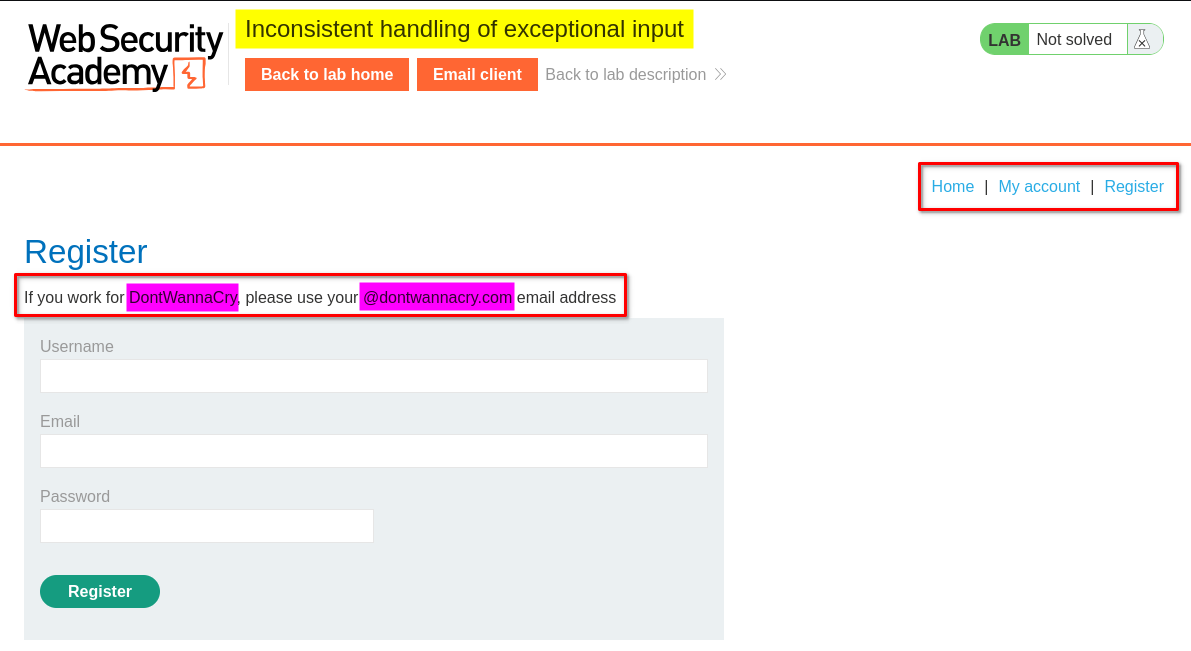 Web Security
Academy
Inconsistent handling of exceptional input
Back to lab home
Email client
Back to lab description
LAB
Not solved
Home | My account | Register
Register
If you work for DontWannaCry, please use your @dontwannacry.com email address
Username
Email
Password
Register